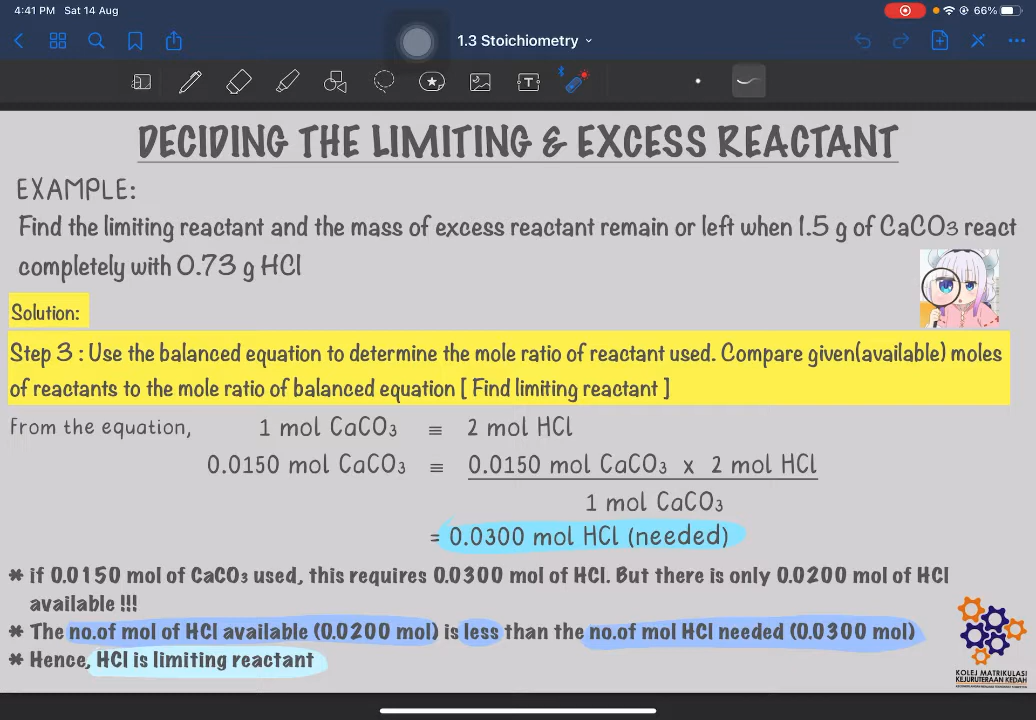 4:41 PM Sat 14 Aug
66%
1.3 Stoichiometry
DECIDING THE LIMITING & EXCESS REACTANT
EXAMPLE:
Find the limiting reactant and the mass of excess reactant remain or left when 1.5 g of CaCO₃ react
completely with 0.73 g HCl
Solution:
Step 3 : Use the balanced equation to determine the mole ratio of reactant used. Compare given(available) moles
of reactants to the mole ratio of balanced equation [ Find limiting reactant ]
From the equation, 1 mol CaCO₃ ≡ 2 mol HCl
0.0150 mol CaCO₃ ≡ 0.0150 mol CaCO₃ x 2 mol HCl
1 mol CaCO₃
= 0.0300 mol HCl (needed)
* if 0.0150 mol of CaCO₃ used, this requires 0.0300 mol of HCl. But there is only 0.0200 mol of HCl
available !!!
* The no.of mol of HCl available (0.0200 mol) is less than the no.of mol HCl needed (0.0300 mol)
* Hence, HCl is limiting reactant
KOLEJ MATRIKULASI
KEJURUTERAAN KEDAH